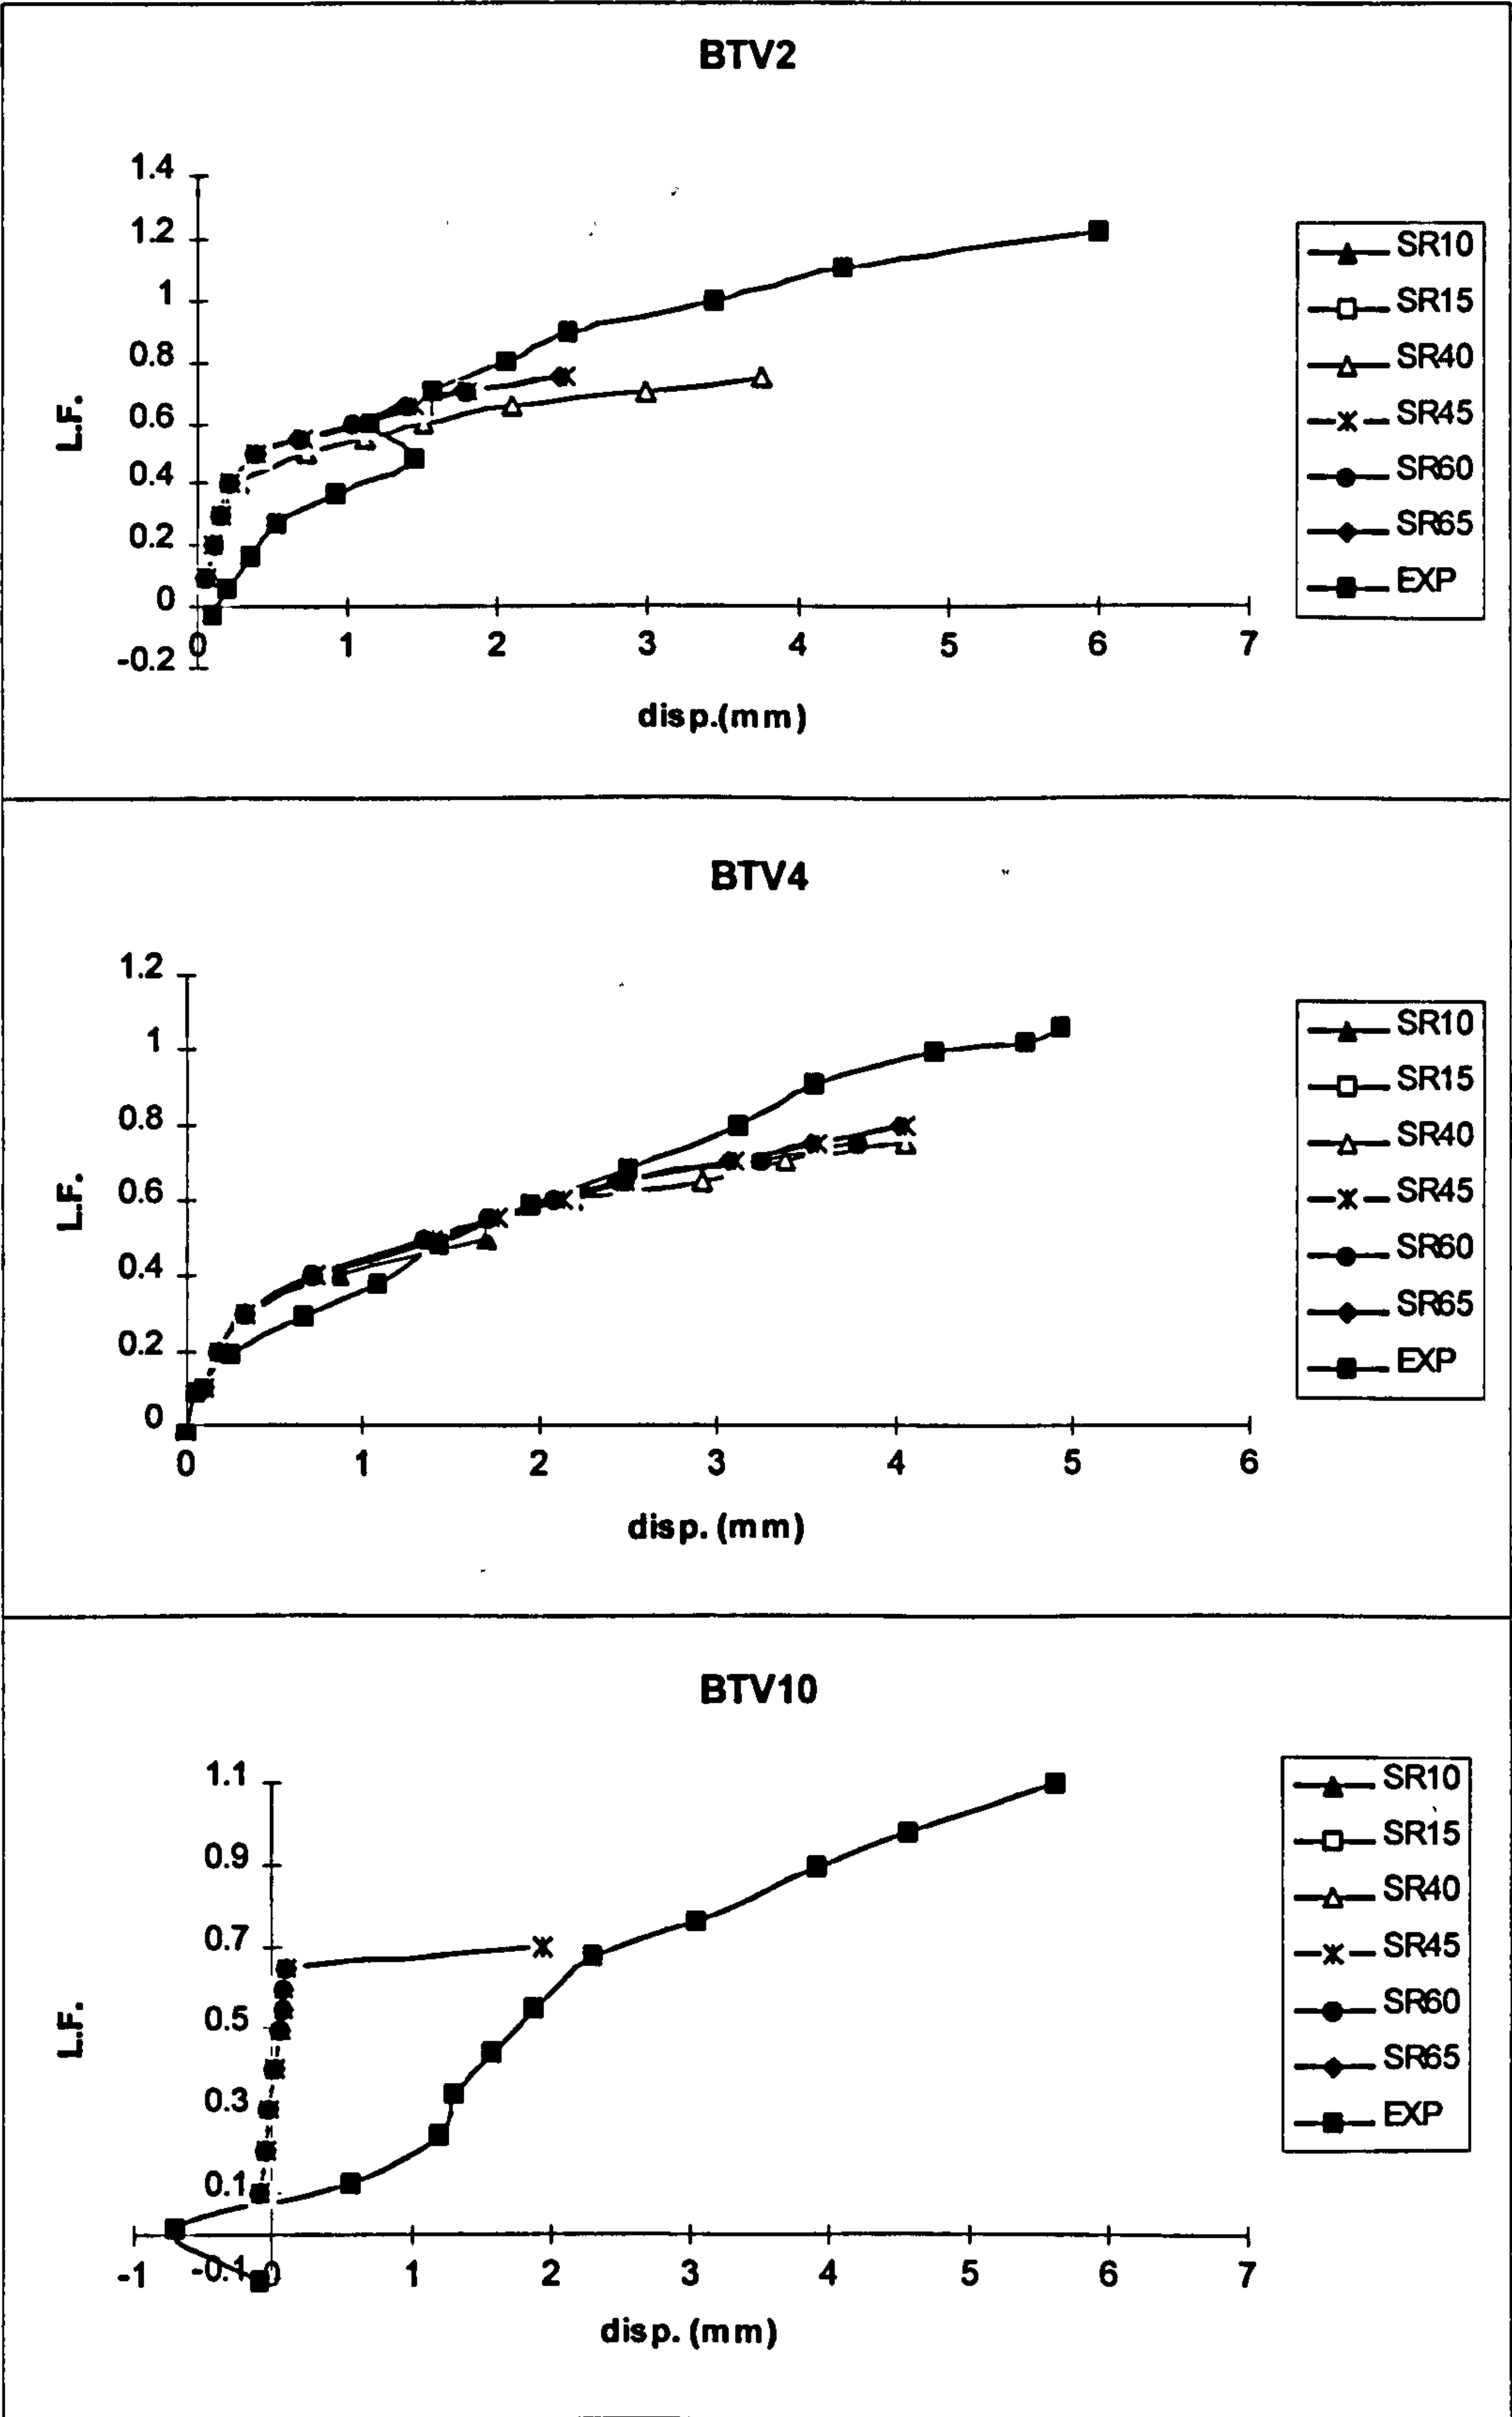 BTV2
1.4
1.2
1
0.8
0.6
0.4
0.2
0
-0.2
L.F.
0 1 2 3 4 5 6 7
disp.(mm)
SR10
SR15
SR40
SR45
SR60
SR65
EXP
BTV4
1.2
1
0.8
0.6
0.4
0.2
0
L.F.
0 1 2 3 4 5 6
disp. (mm)
SR10
SR15
SR40
SR45
SR60
SR65
EXP
BTV10
1.1
0.9
0.7
0.5
0.3
0.1
-0.1
L.F.
-1 0 1 2 3 4 5 6 7
disp. (mm)
SR10
SR15
SR40
SR45
SR60
SR65
EXP